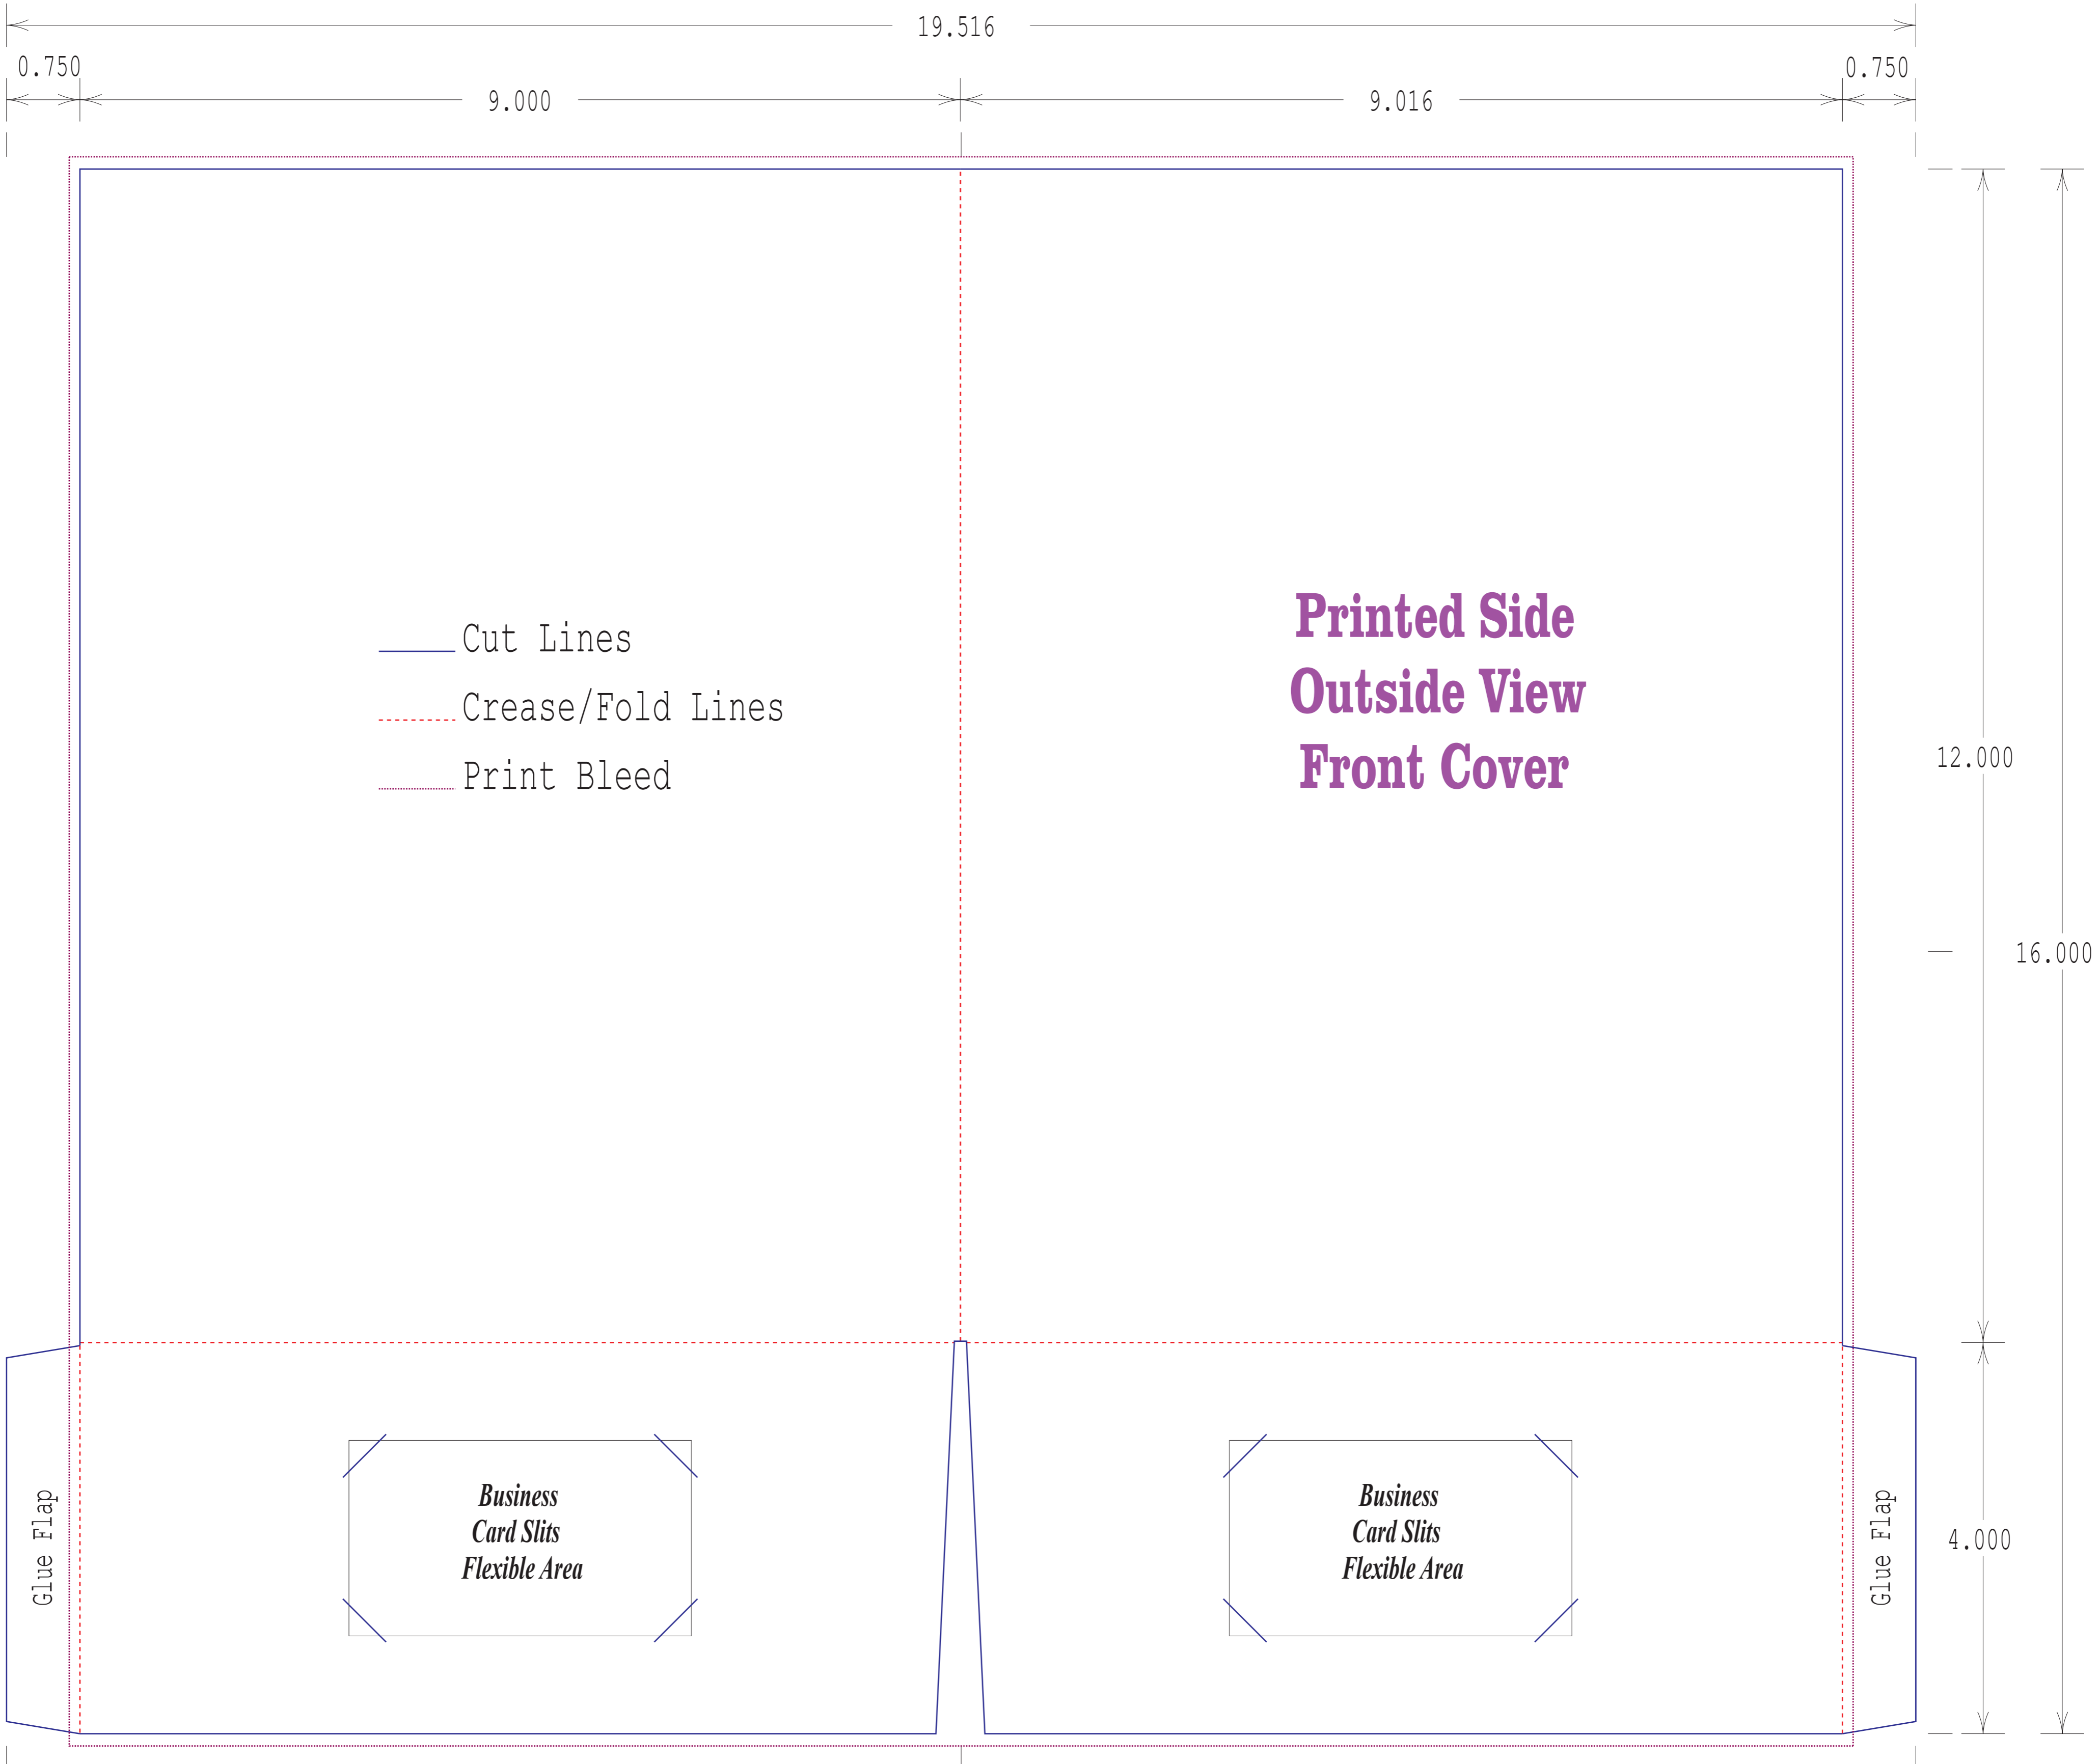 19.516
0.750
0.750
9.000
9.016
Cut Lines
Crease/Fold Lines
Print Bleed
Printed Side
Outside View
Front Cover
12.000
16.000
Glue Flap
Business
Card Slits
Flexible Area
Business
Card Slits
Flexible Area
Glue Flap
4.000